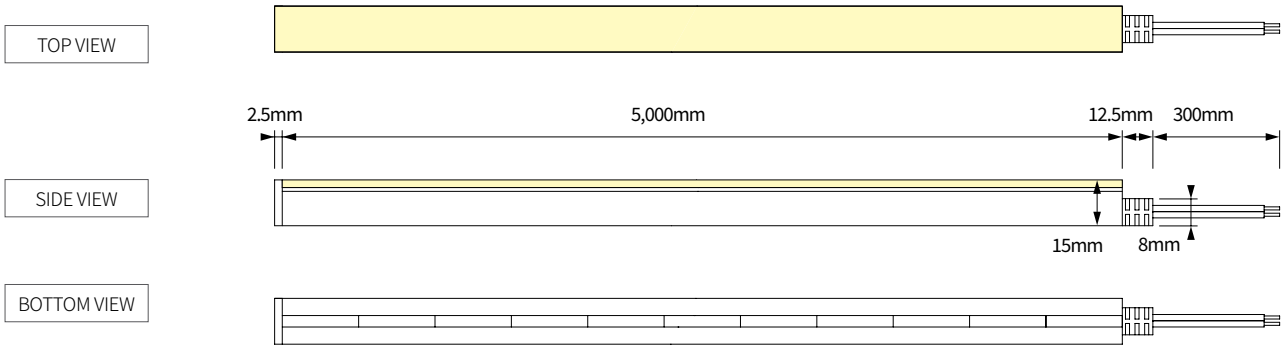 TOP VIEW
2.5mm
5,000mm
12.5mm
300mm
SIDE VIEW
15mm
8mm
BOTTOM VIEW